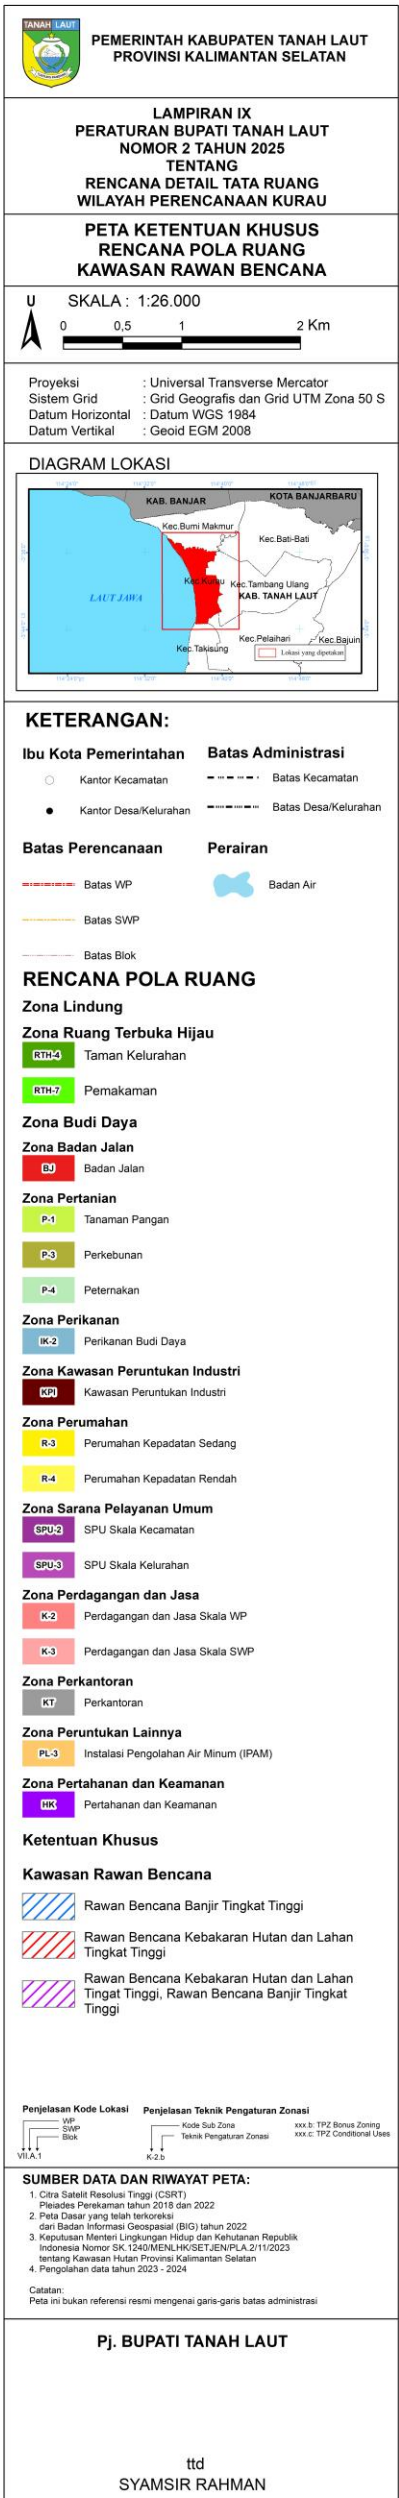 TANAH LAUT
PEMERINTAH KABUPATEN TANAH LAUT
PROVINSI KALIMANTAN SELATAN
LAMPIRAN IX
PERATURAN BUPATI TANAH LAUT
NOMOR 2 TAHUN 2025
TENTANG
RENCANA DETAIL TATA RUANG
WILAYAH PERENCANAAN KURAU
PETA KETENTUAN KHUSUS
RENCANA POLA RUANG
KAWASAN RAWAN BENCANA
U
SKALA : 1:26.000
0 0,5 1 2 Km
Proyeksi : Universal Transverse Mercator
Sistem Grid : Grid Geografis dan Grid UTM Zona 50 S
Datum Horizontal : Datum WGS 1984
Datum Vertikal : Geoid EGM 2008
DIAGRAM LOKASI
KAB. BANJAR
KOTA BANJARBARU
Kec.Bumi Makmur
Kec.Bati-Bati
Kec.Kurau
Kec.Tambang Ulang
LAUT JAWA
KAB. TANAH LAUT
Kec.Takisung
Kec.Pelaihari
Kec.Bajuin
Lokasi yang dipetakan
KETERANGAN:
Ibu Kota Pemerintahan
Kantor Kecamatan
Kantor Desa/Kelurahan
Batas Administrasi
Batas Kecamatan
Batas Desa/Kelurahan
Batas Perencanaan
Batas WP
Batas SWP
Batas Blok
Perairan
Badan Air
RENCANA POLA RUANG
Zona Lindung
Zona Ruang Terbuka Hijau
RTH-4 Taman Kelurahan
RTH-7 Pemakaman
Zona Budi Daya
Zona Badan Jalan
BJ Badan Jalan
Zona Pertanian
P-1 Tanaman Pangan
P-3 Perkebunan
P-4 Peternakan
Zona Perikanan
IK-2 Perikanan Budi Daya
Zona Kawasan Peruntukan Industri
KPI Kawasan Peruntukan Industri
Zona Perumahan
R-3 Perumahan Kepadatan Sedang
R-4 Perumahan Kepadatan Rendah
Zona Sarana Pelayanan Umum
SPU-2 SPU Skala Kecamatan
SPU-3 SPU Skala Kelurahan
Zona Perdagangan dan Jasa
K-2 Perdagangan dan Jasa Skala WP
K-3 Perdagangan dan Jasa Skala SWP
Zona Perkantoran
KT Perkantoran
Zona Peruntukan Lainnya
PL-3 Instalasi Pengolahan Air Minum (IPAM)
Zona Pertahanan dan Keamanan
HK Pertahanan dan Keamanan
Ketentuan Khusus
Kawasan Rawan Bencana
Rawan Bencana Banjir Tingkat Tinggi
Rawan Bencana Kebakaran Hutan dan Lahan
Tingkat Tinggi
Rawan Bencana Kebakaran Hutan dan Lahan
Tingat Tinggi, Rawan Bencana Banjir Tingkat
Tinggi
Penjelasan Kode Lokasi
WP
SWP
Blok
VII.A.1
Penjelasan Teknik Pengaturan Zonasi
Kode Sub Zona
Teknik Pengaturan Zonasi
K-2.b
xxx.b: TPZ Bonus Zoning
xxx.c: TPZ Conditional Uses
SUMBER DATA DAN RIWAYAT PETA:
1. Citra Satelit Resolusi Tinggi (CSRT)
Pleiades Perekaman tahun 2018 dan 2022
2. Peta Dasar yang telah terkoreksi
dari Badan Informasi Geospasial (BIG) tahun 2022
3. Keputusan Menteri Lingkungan Hidup dan Kehutanan Republik
Indonesia Nomor SK.1240/MENLHK/SETJEN/PLA.2/11/2023
tentang Kawasan Hutan Provinsi Kalimantan Selatan
4. Pengolahan data tahun 2023 - 2024
Catatan:
Peta ini bukan referensi resmi mengenai garis-garis batas administrasi
Pj. BUPATI TANAH LAUT
ttd
SYAMSIR RAHMAN